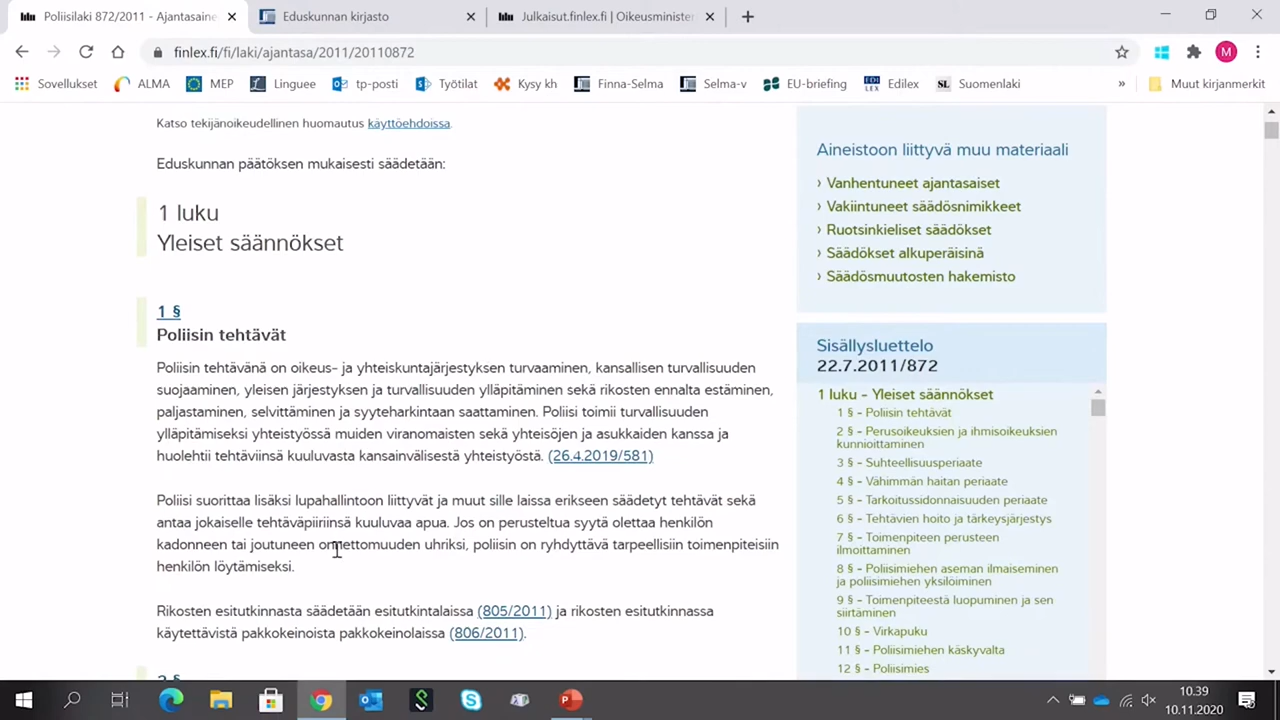 Poliisilaki 872/2011 - Ajantasaine
Eduskunnan kirjasto
Julkaisut.finlex.fi | Oikeusminister
finlex.fi/fi/laki/ajantasa/2011/20110872
M
Sovellukset
ALMA
MEP
Linguee
tp-posti
Työtilat
Kysy kh
Finna-Selma
Selma-v
EU-briefing
EDI
LEX
Edilex
SL
Suomenlaki
»
Muut kirjanmerkit
Katso tekijänoikeudellinen huomautus käyttöehdoissa.
Eduskunnan päätöksen mukaisesti säädetään:
1 luku
Yleiset säännökset
1 §
Poliisin tehtävät
Poliisin tehtävänä on oikeus- ja yhteiskuntajärjestyksen turvaaminen, kansallisen turvallisuuden
suojaaminen, yleisen järjestyksen ja turvallisuuden ylläpitäminen sekä rikosten ennalta estäminen,
paljastaminen, selvittäminen ja syyteharkintaan saattaminen. Poliisi toimii turvallisuuden
ylläpitämiseksi yhteistyössä muiden viranomaisten sekä yhteisöjen ja asukkaiden kanssa ja
huolehtii tehtäviinsä kuuluvasta kansainvälisestä yhteistyöstä. (26.4.2019/581)
Poliisi suorittaa lisäksi lupahallintoon liittyvät ja muut sille laissa erikseen säädetyt tehtävät sekä
antaa jokaiselle tehtäväpiiriinsä kuuluvaa apua. Jos on perusteltua syytä olettaa henkilön
kadonneen tai joutuneen onnettomuuden uhriksi, poliisin on ryhdyttävä tarpeellisiin toimenpiteisiin
henkilön löytämiseksi.
Rikosten esitutkinnasta säädetään esitutkintalaissa (805/2011) ja rikosten esitutkinnassa
käytettävistä pakkokeinoista pakkokeinolaissa (806/2011).
2 §
Aineistoon liittyvä muu materiaali
› Vanhentuneet ajantasaiset
› Vakiintuneet säädösnimikkeet
› Ruotsinkieliset säädökset
› Säädökset alkuperäisinä
› Säädösmuutosten hakemisto
Sisällysluettelo
22.7.2011/872
1 luku - Yleiset säännökset
1 § - Poliisin tehtävät
2 § - Perusoikeuksien ja ihmisoikeuksien
kunnioittaminen
3 § - Suhteellisuusperiaate
4 § - Vähimmän haitan periaate
5 § - Tarkoitussidonnaisuuden periaate
6 § - Tehtävien hoito ja tärkeysjärjestys
7 § - Toimenpiteen perusteen
ilmoittaminen
8 § - Poliisimiehen aseman ilmaiseminen
ja poliisimiehen yksilöiminen
9 § - Toimenpiteestä luopuminen ja sen
siirtäminen
10 § - Virkapuku
11 § - Poliisimiehen käskyvalta
12 § - Poliisimies
10.39
10.11.2020